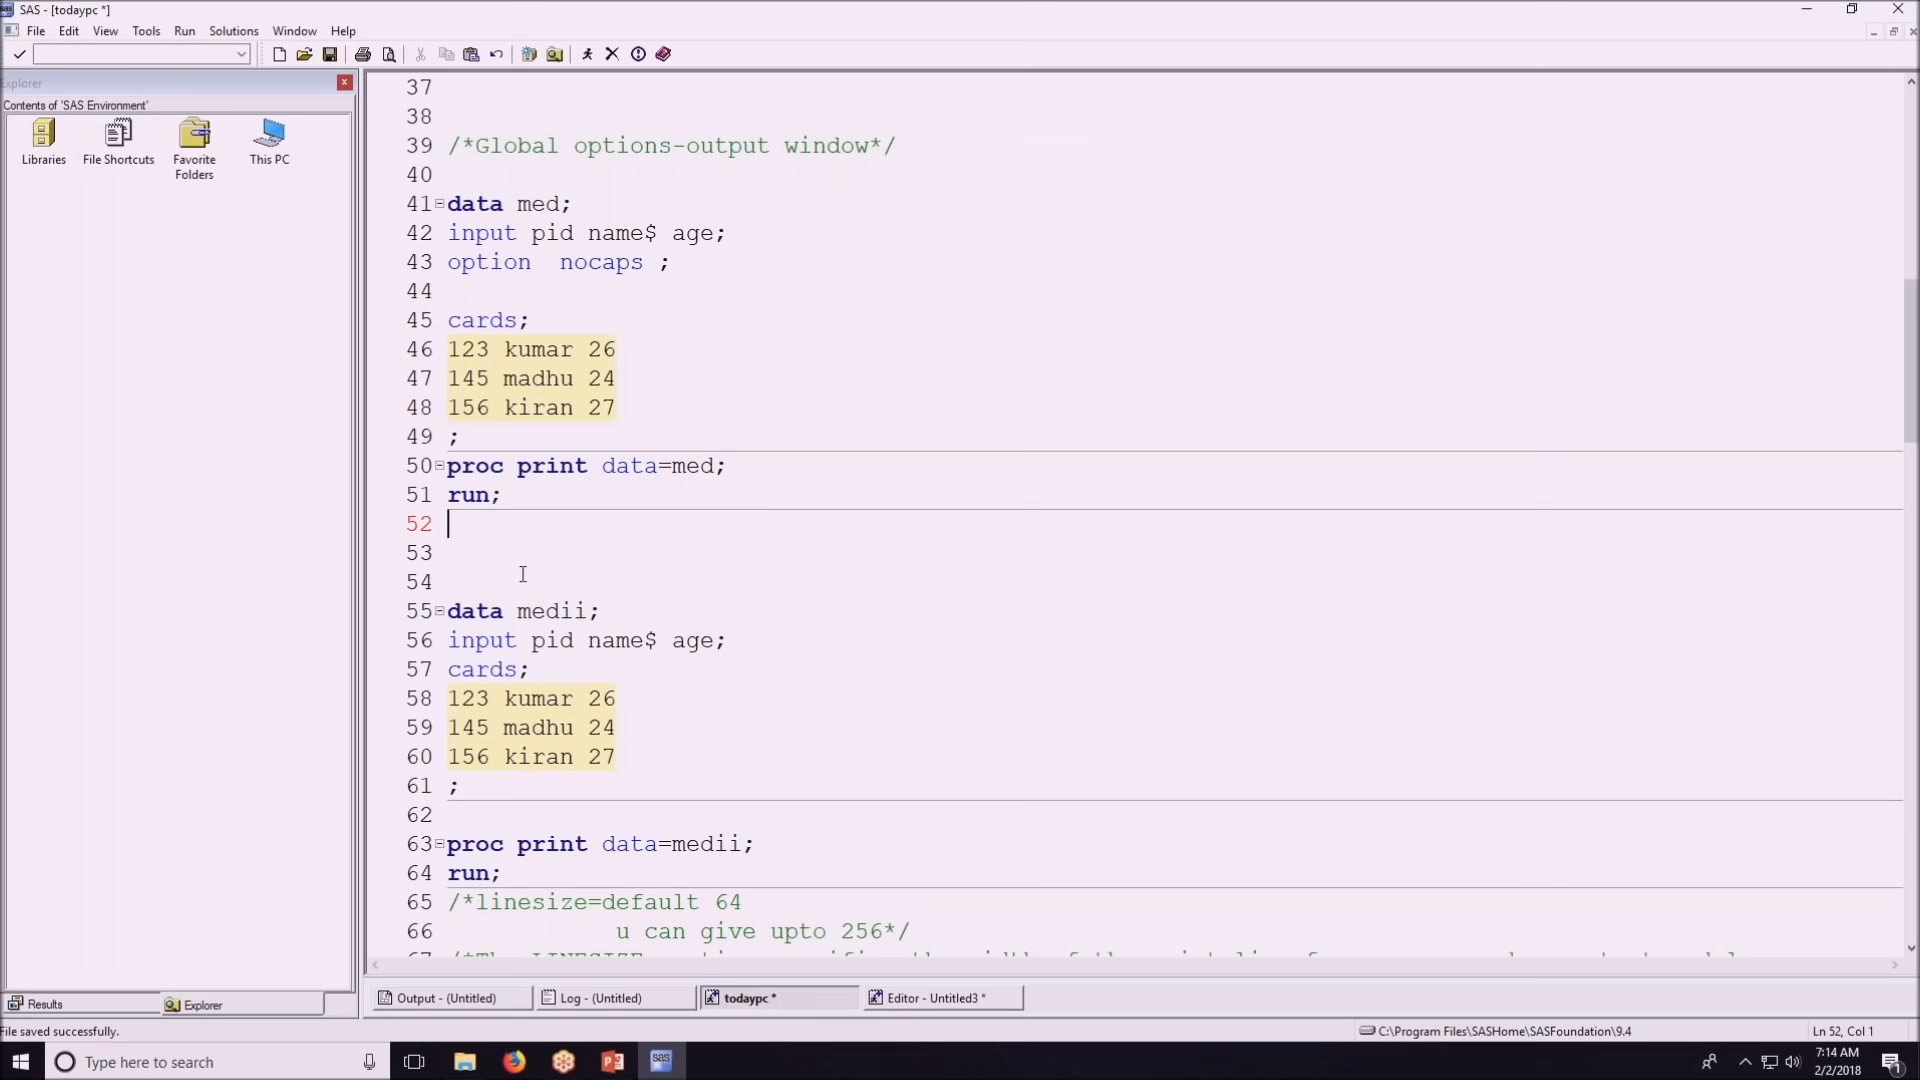 SAS - [todaypc *]
File Edit View Tools Run Solutions Window Help
Explorer
Contents of 'SAS Environment'
Libraries
File Shortcuts
Favorite Folders
This PC
37
38
39 /*Global options-output window*/
40
41 data med;
42 input pid name$ age;
43 option  nocaps ;
44
45 cards;
46 123 kumar 26
47 145 madhu 24
48 156 kiran 27
49 ;
50 proc print data=med;
51 run;
52
53
54
55 data medii;
56 input pid name$ age;
57 cards;
58 123 kumar 26
59 145 madhu 24
60 156 kiran 27
61 ;
62
63 proc print data=medii;
64 run;
65 /*linesize=default 64
66             u can give upto 256*/
Results
Explorer
Output - (Untitled)
Log - (Untitled)
todaypc *
Editor - Untitled3 *
File saved successfully.
C:\Program Files\SASHome\SASFoundation\9.4
Ln 52, Col 1
Type here to search
sas
7:14 AM
2/2/2018
1